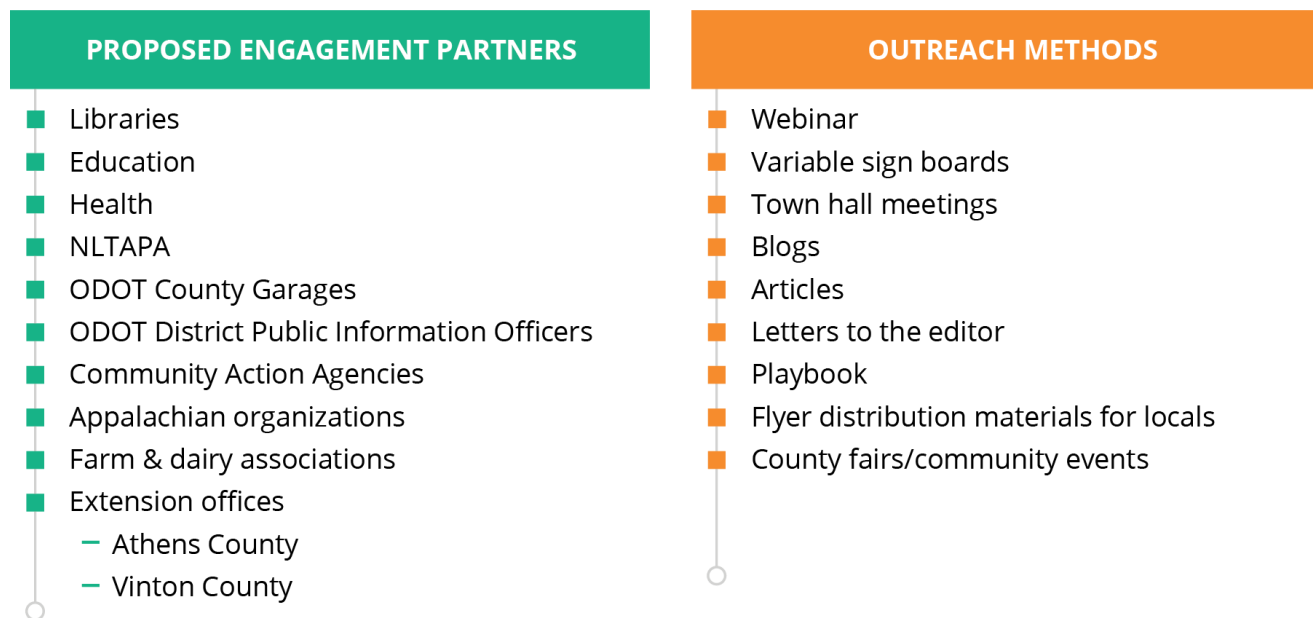 PROPOSED ENGAGEMENT PARTNERS
Libraries
Education
Health
NLTAPA
ODOT County Garages
ODOT District Public Information Officers
Community Action Agencies
Appalachian organizations
Farm & dairy associations
Extension offices
– Athens County
– Vinton County
OUTREACH METHODS
Webinar
Variable sign boards
Town hall meetings
Blogs
Articles
Letters to the editor
Playbook
Flyer distribution materials for locals
County fairs/community events